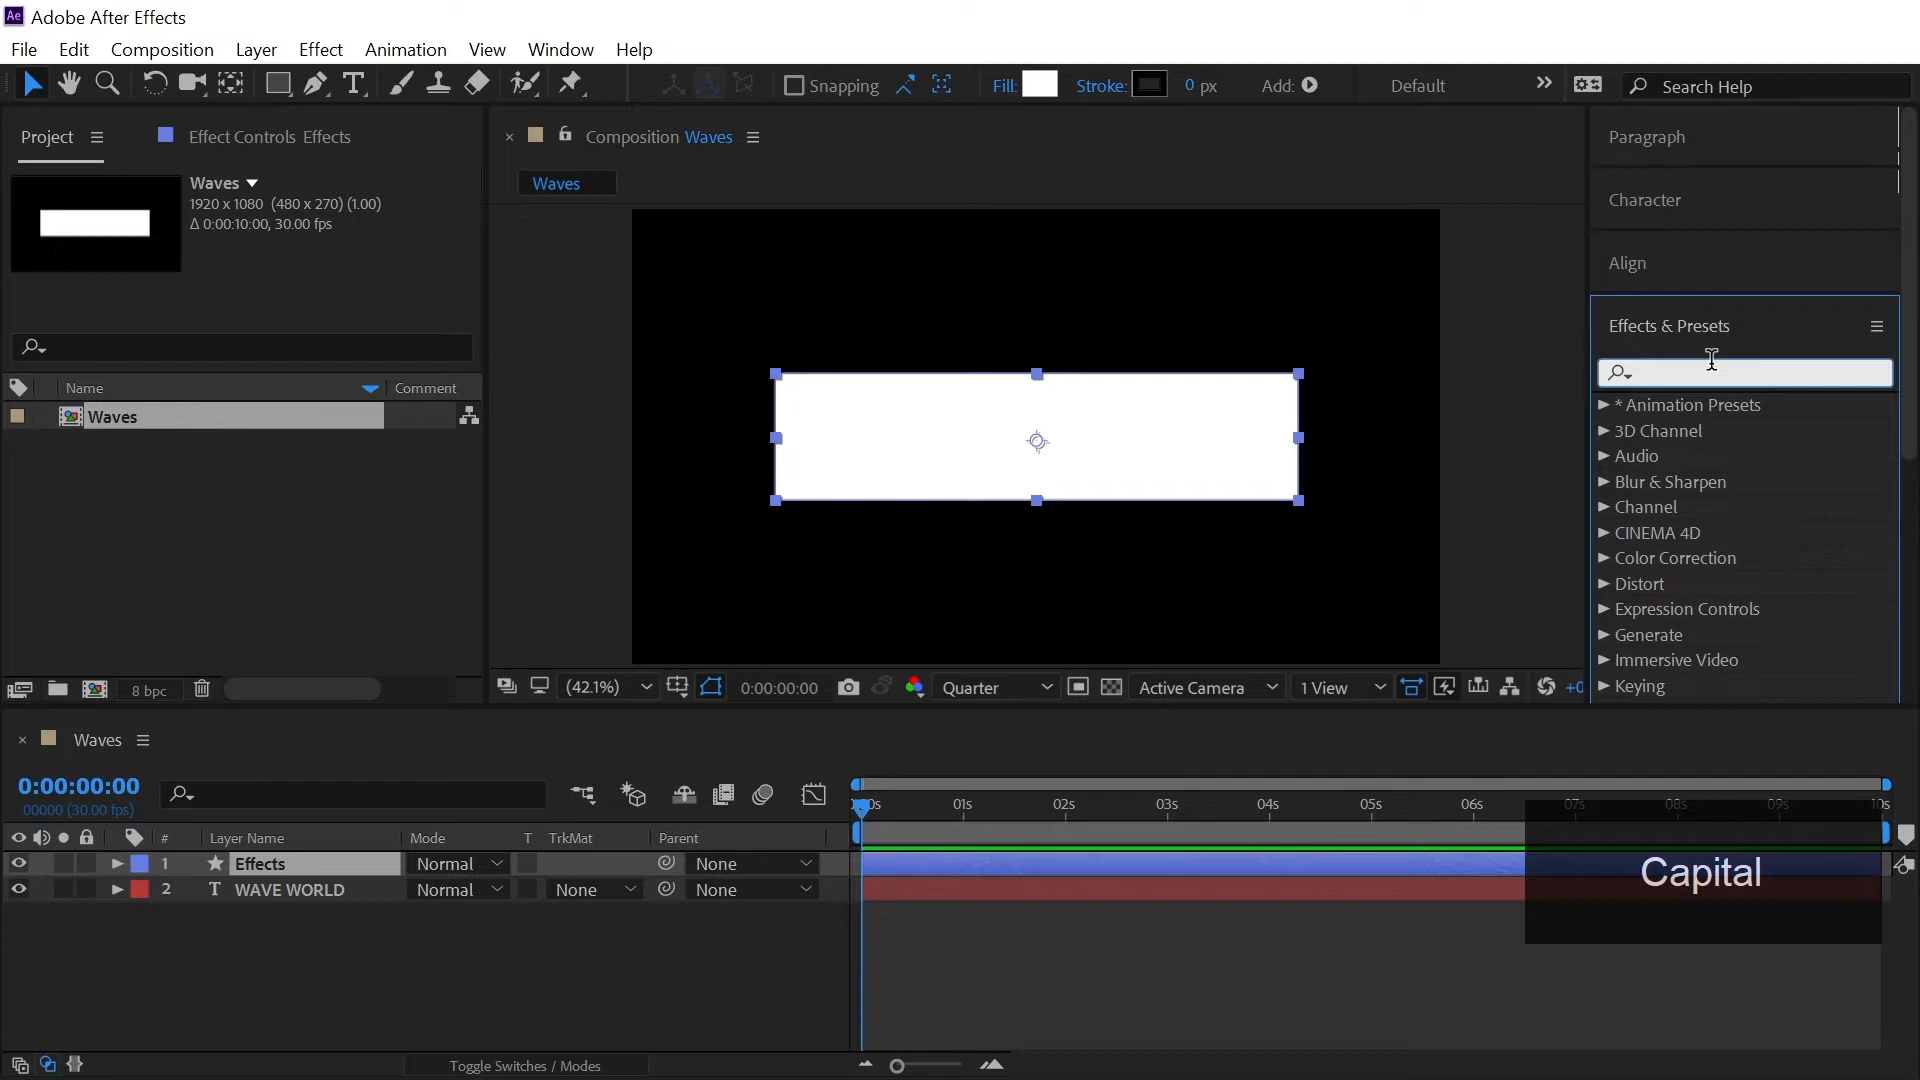 Ae Adobe After Effects
File Edit Composition Layer Effect Animation View Window Help
Snapping Fill: Stroke: 0 px Add: Default Search Help
Project Effect Controls Effects
Composition Waves
Waves
Waves
1920 x 1080 (480 x 270) (1.00)
Δ 0:00:10:00, 30.00 fps
Name Comment
Waves
8 bpc
(42.1%) 0:00:00:00 Quarter Active Camera 1 View +0
Paragraph
Character
Align
Effects & Presets
* Animation Presets
3D Channel
Audio
Blur & Sharpen
Channel
CINEMA 4D
Color Correction
Distort
Expression Controls
Generate
Immersive Video
Keying
Waves
0:00:00:00
00000 (30.00 fps)
01s 02s 03s 04s 05s 06s 07s 08s 09s 10s
# Layer Name Mode T TrkMat Parent
1 Effects Normal None
2 T WAVE WORLD Normal None None
Capital
Toggle Switches / Modes